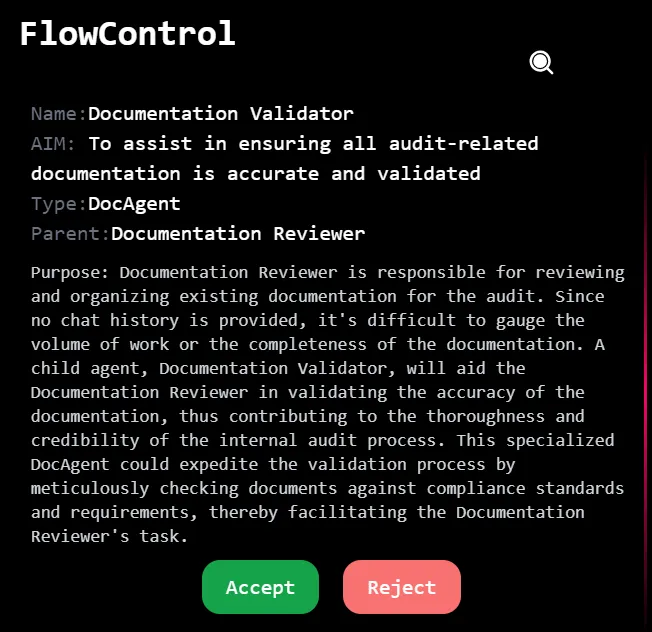 FlowControl
Name:Documentation Validator
AIM: To assist in ensuring all audit-related
documentation is accurate and validated
Type:DocAgent
Parent:Documentation Reviewer
Purpose: Documentation Reviewer is responsible for reviewing
and organizing existing documentation for the audit. Since
no chat history is provided, it's difficult to gauge the
volume of work or the completeness of the documentation. A
child agent, Documentation Validator, will aid the
Documentation Reviewer in validating the accuracy of the
documentation, thus contributing to the thoroughness and
credibility of the internal audit process. This specialized
DocAgent could expedite the validation process by
meticulously checking documents against compliance standards
and requirements, thereby facilitating the Documentation
Reviewer's task.
Accept Reject